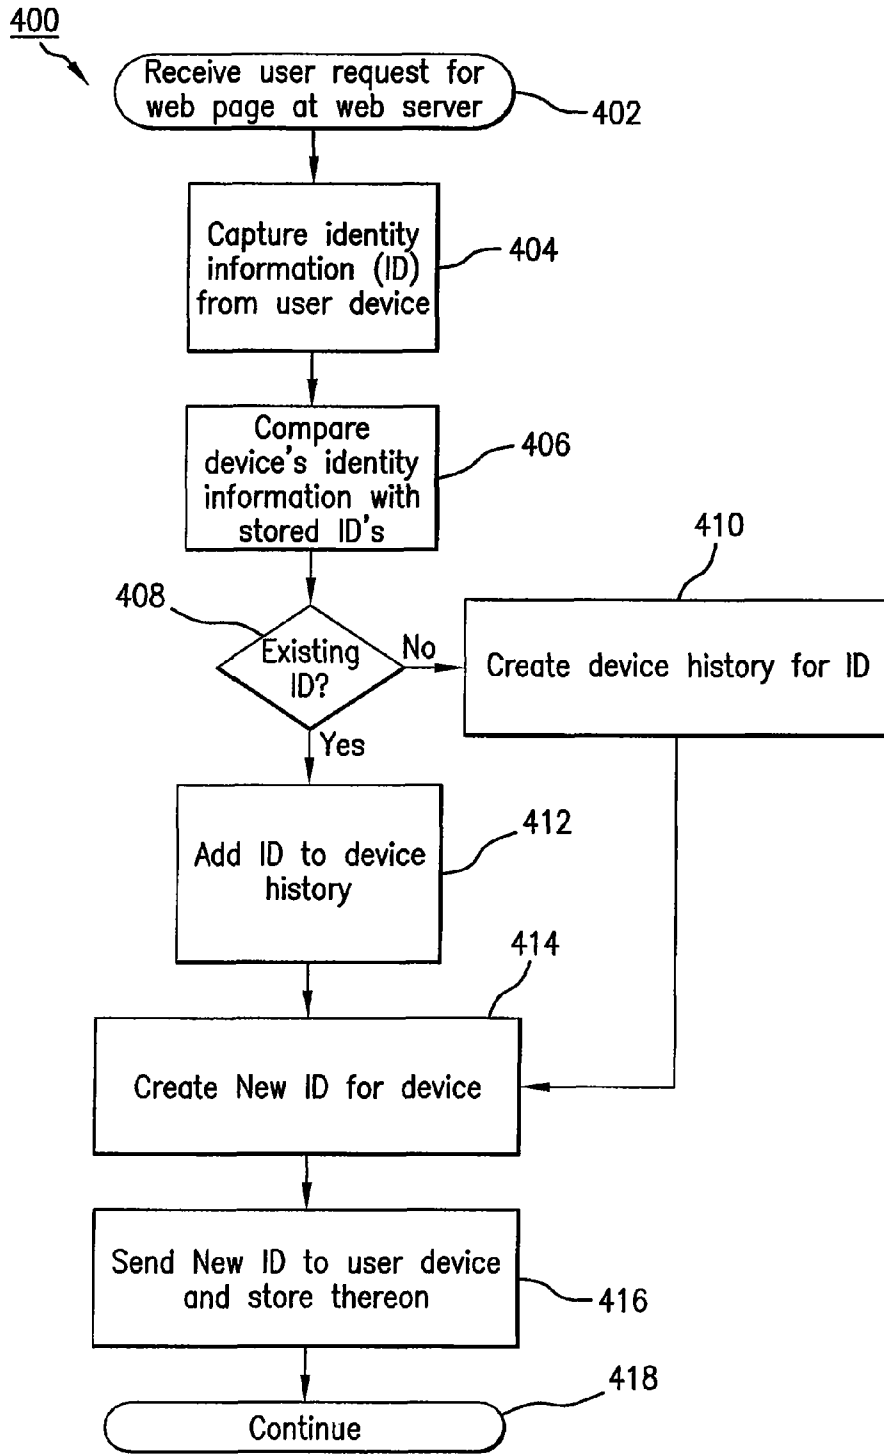 400
Receive user request for
web page at web server
402
Capture identity
information (ID)
from user device
404
Compare
device's identity
information with
stored ID's
406
410
408
Existing
ID?
No
Create device history for ID
Yes
Add ID to device
history
412
414
Create New ID for device
Send New ID to user device
and store thereon
416
418
Continue